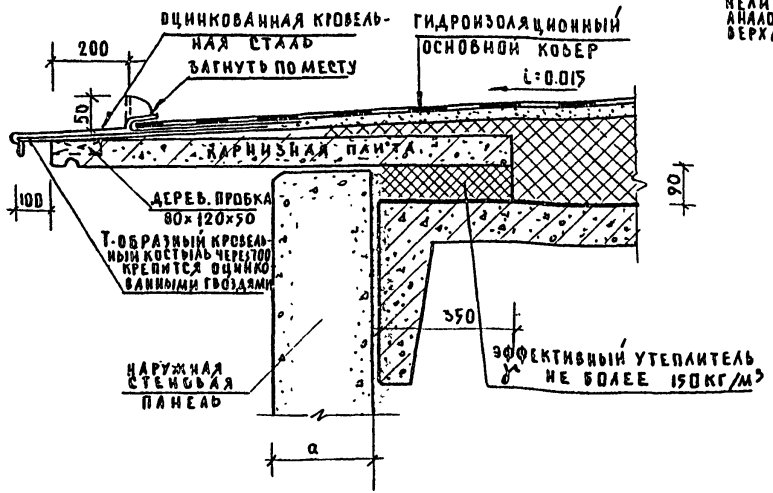 ОЦИНКОВАННАЯ КРОВЕЛЬ-
НАЯ СТАЛЬ
ЗАГНУТЬ ПО МЕСТУ
ГИДРОИЗОЛЯЦИОННЫЙ
ОСНОВНОЙ КОВЕР
i=0.015
200
50
КАРНИЗНАЯ ПЛИТА
100
90
ДЕРЕВ. ПРОБКА
80×120×50
Т-ОБРАЗНЫЙ КРОВЕЛЬ-
НЫЙ КОСТЫЛЬ ЧЕРЕЗ 700
КРЕПИТСЯ ОЦИНКО-
ВАННЫМИ ГВОЗДЯМИ
350
НАРУЖНАЯ
СТЕНОВАЯ
ПАНЕЛЬ
ЭФФЕКТИВНЫЙ УТЕПЛИТЕЛЬ
γ НЕ БОЛЕЕ 150 КГ/М³
а